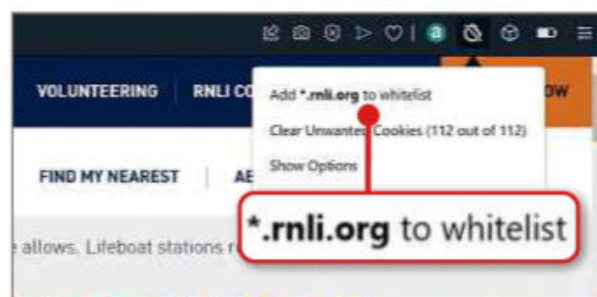 VOLUNTEERING RNLI CO
Add *.rnli.org to whitelist
OW
Clear Unwanted Cookies (112 out of 112)
FIND MY NEAREST
Show Options
*.rnli.org to whitelist
allows. Lifeboat stations